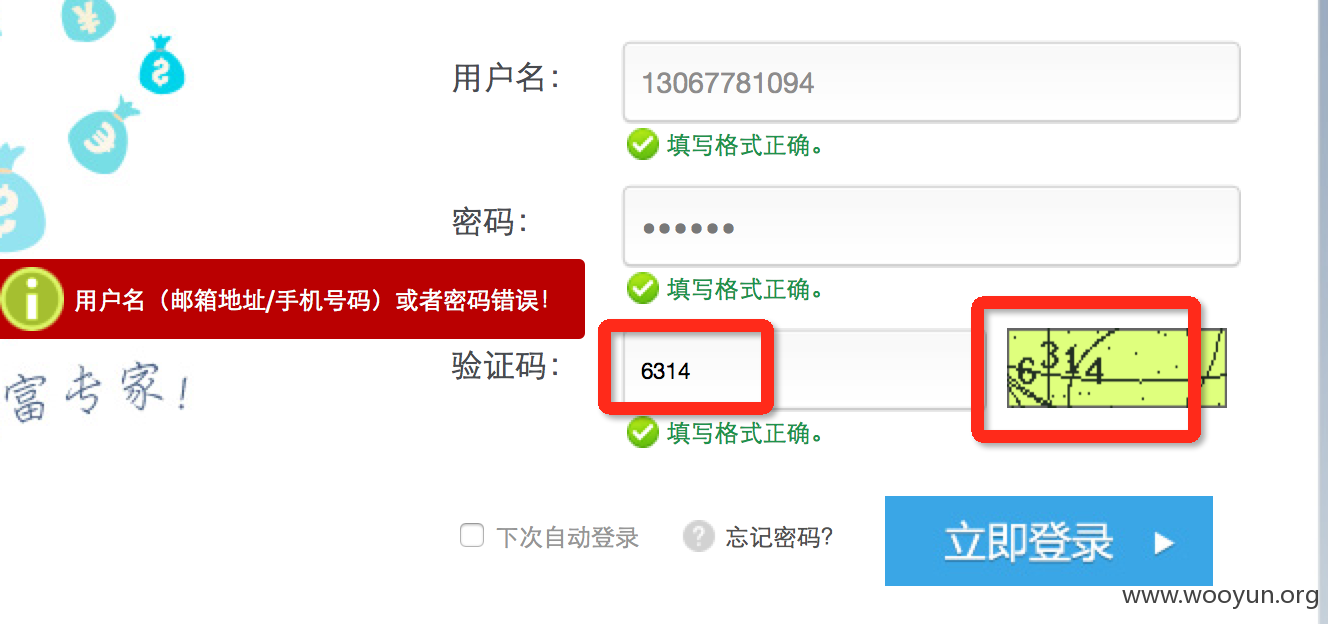 用户名：
13067781094
填写格式正确。
密码：
••••••
填写格式正确。
用户名（邮箱地址/手机号码）或者密码错误！
验证码：
6314
6314
填写格式正确。
富专家！
下次自动登录
? 忘记密码?
立即登录
www.wooyun.org